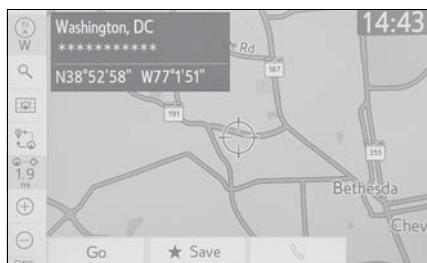 N
W
Washington, DC
***********
N38°52'58" W77°1'51"
14:43
Rd
187
191
355
1.9
mi
Bethesda
Chev
Go
★ Save